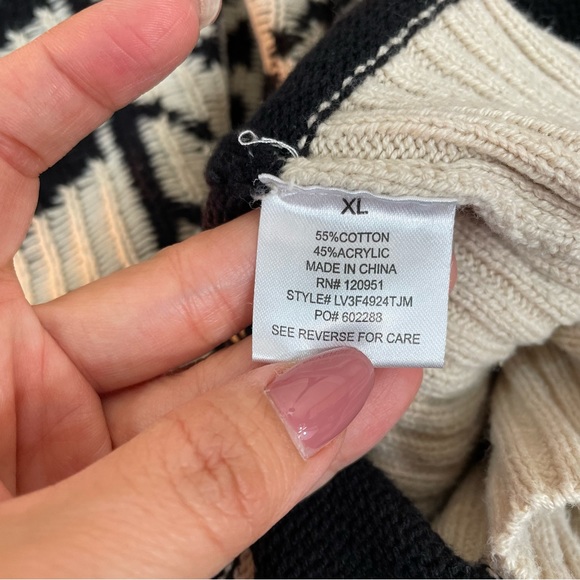 XL
55%COTTON
45%ACRYLIC
MADE IN CHINA
RN# 120951
STYLE# LV3F4924TJM
PO# 602288
SEE REVERSE FOR CARE